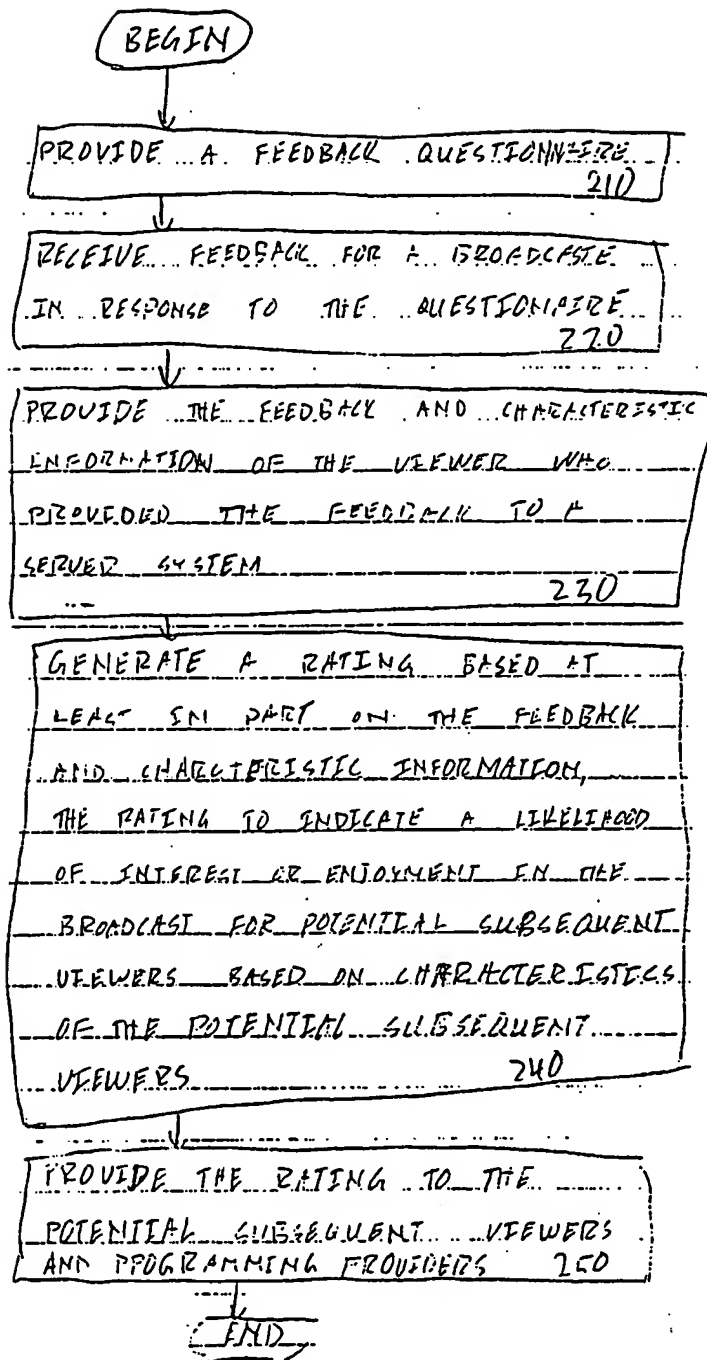 BEGIN
PROVIDE A FEEDBACK QUESTIONNAIRE
210
RECEIVE FEEDBACK FOR A BROADCASTE
IN RESPONSE TO THE QUESTIONAIRE
220
PROVIDE THE FEEDBACK AND CHARACTERISTIC
INFORMATION OF THE VIEWER WHO
PROVIDED THE FEEDBACK TO A
SERVER SYSTEM
230
GENERATE A RATING BASED AT
LEAST IN PART ON THE FEEDBACK
AND CHARACTERISTIC INFORMATION,
THE RATING TO INDICATE A LIKELIHOOD
OF INTEREST OR ENJOYMENT IN THE
BROADCAST FOR POTENTIAL SUBSEQUENT
VIEWERS BASED ON CHARACTERISTICS
OF THE POTENTIAL SUBSEQUENT
VIEWERS 240
PROVIDE THE RATING TO THE
POTENTIAL SUBSEQUENT VIEWERS
AND PROGRAMMING PROVIDERS 250
END